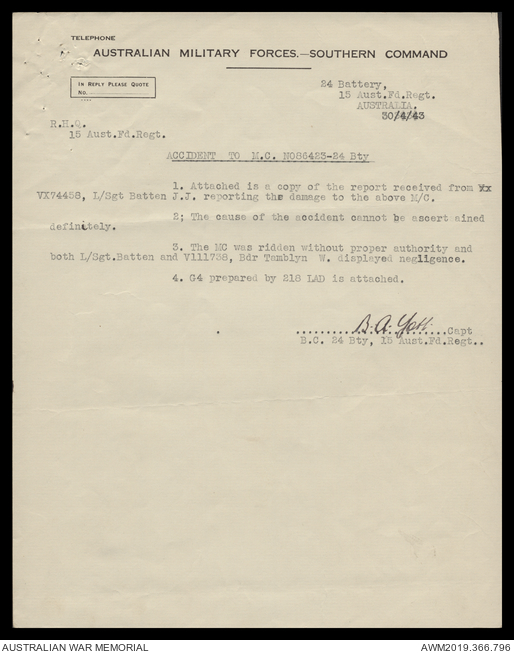 TELEPHONE
AUSTRALIAN MILITARY FORCES.—SOUTHERN COMMAND
IN REPLY PLEASE QUOTE
No.
24 Battery,
15 Aust.Fd.Regt.
AUSTRALIA.
30/4/43
R.H.Q.
15 Aust.Fd.Regt.
ACCIDENT TO M.C. NO86423-24 Bty
1. Attached is a copy of the report received from Vx
VX74458, L/Sgt Batten J.J. reporting the damage to the above M/C.
2; The cause of the accident cannot be ascert ained
definitely.
3. The MC was ridden without proper authority and
both L/Sgt.Batten and V111738, Bdr Tamblyn W. displayed negligence.
4. G4 prepared by 218 LAD is attached.
.........B.A. Yott.....Capt
B.C. 24 Bty, 15 Aust.Fd.Regt..
AUSTRALIAN WAR MEMORIAL
AWM2019.366.796